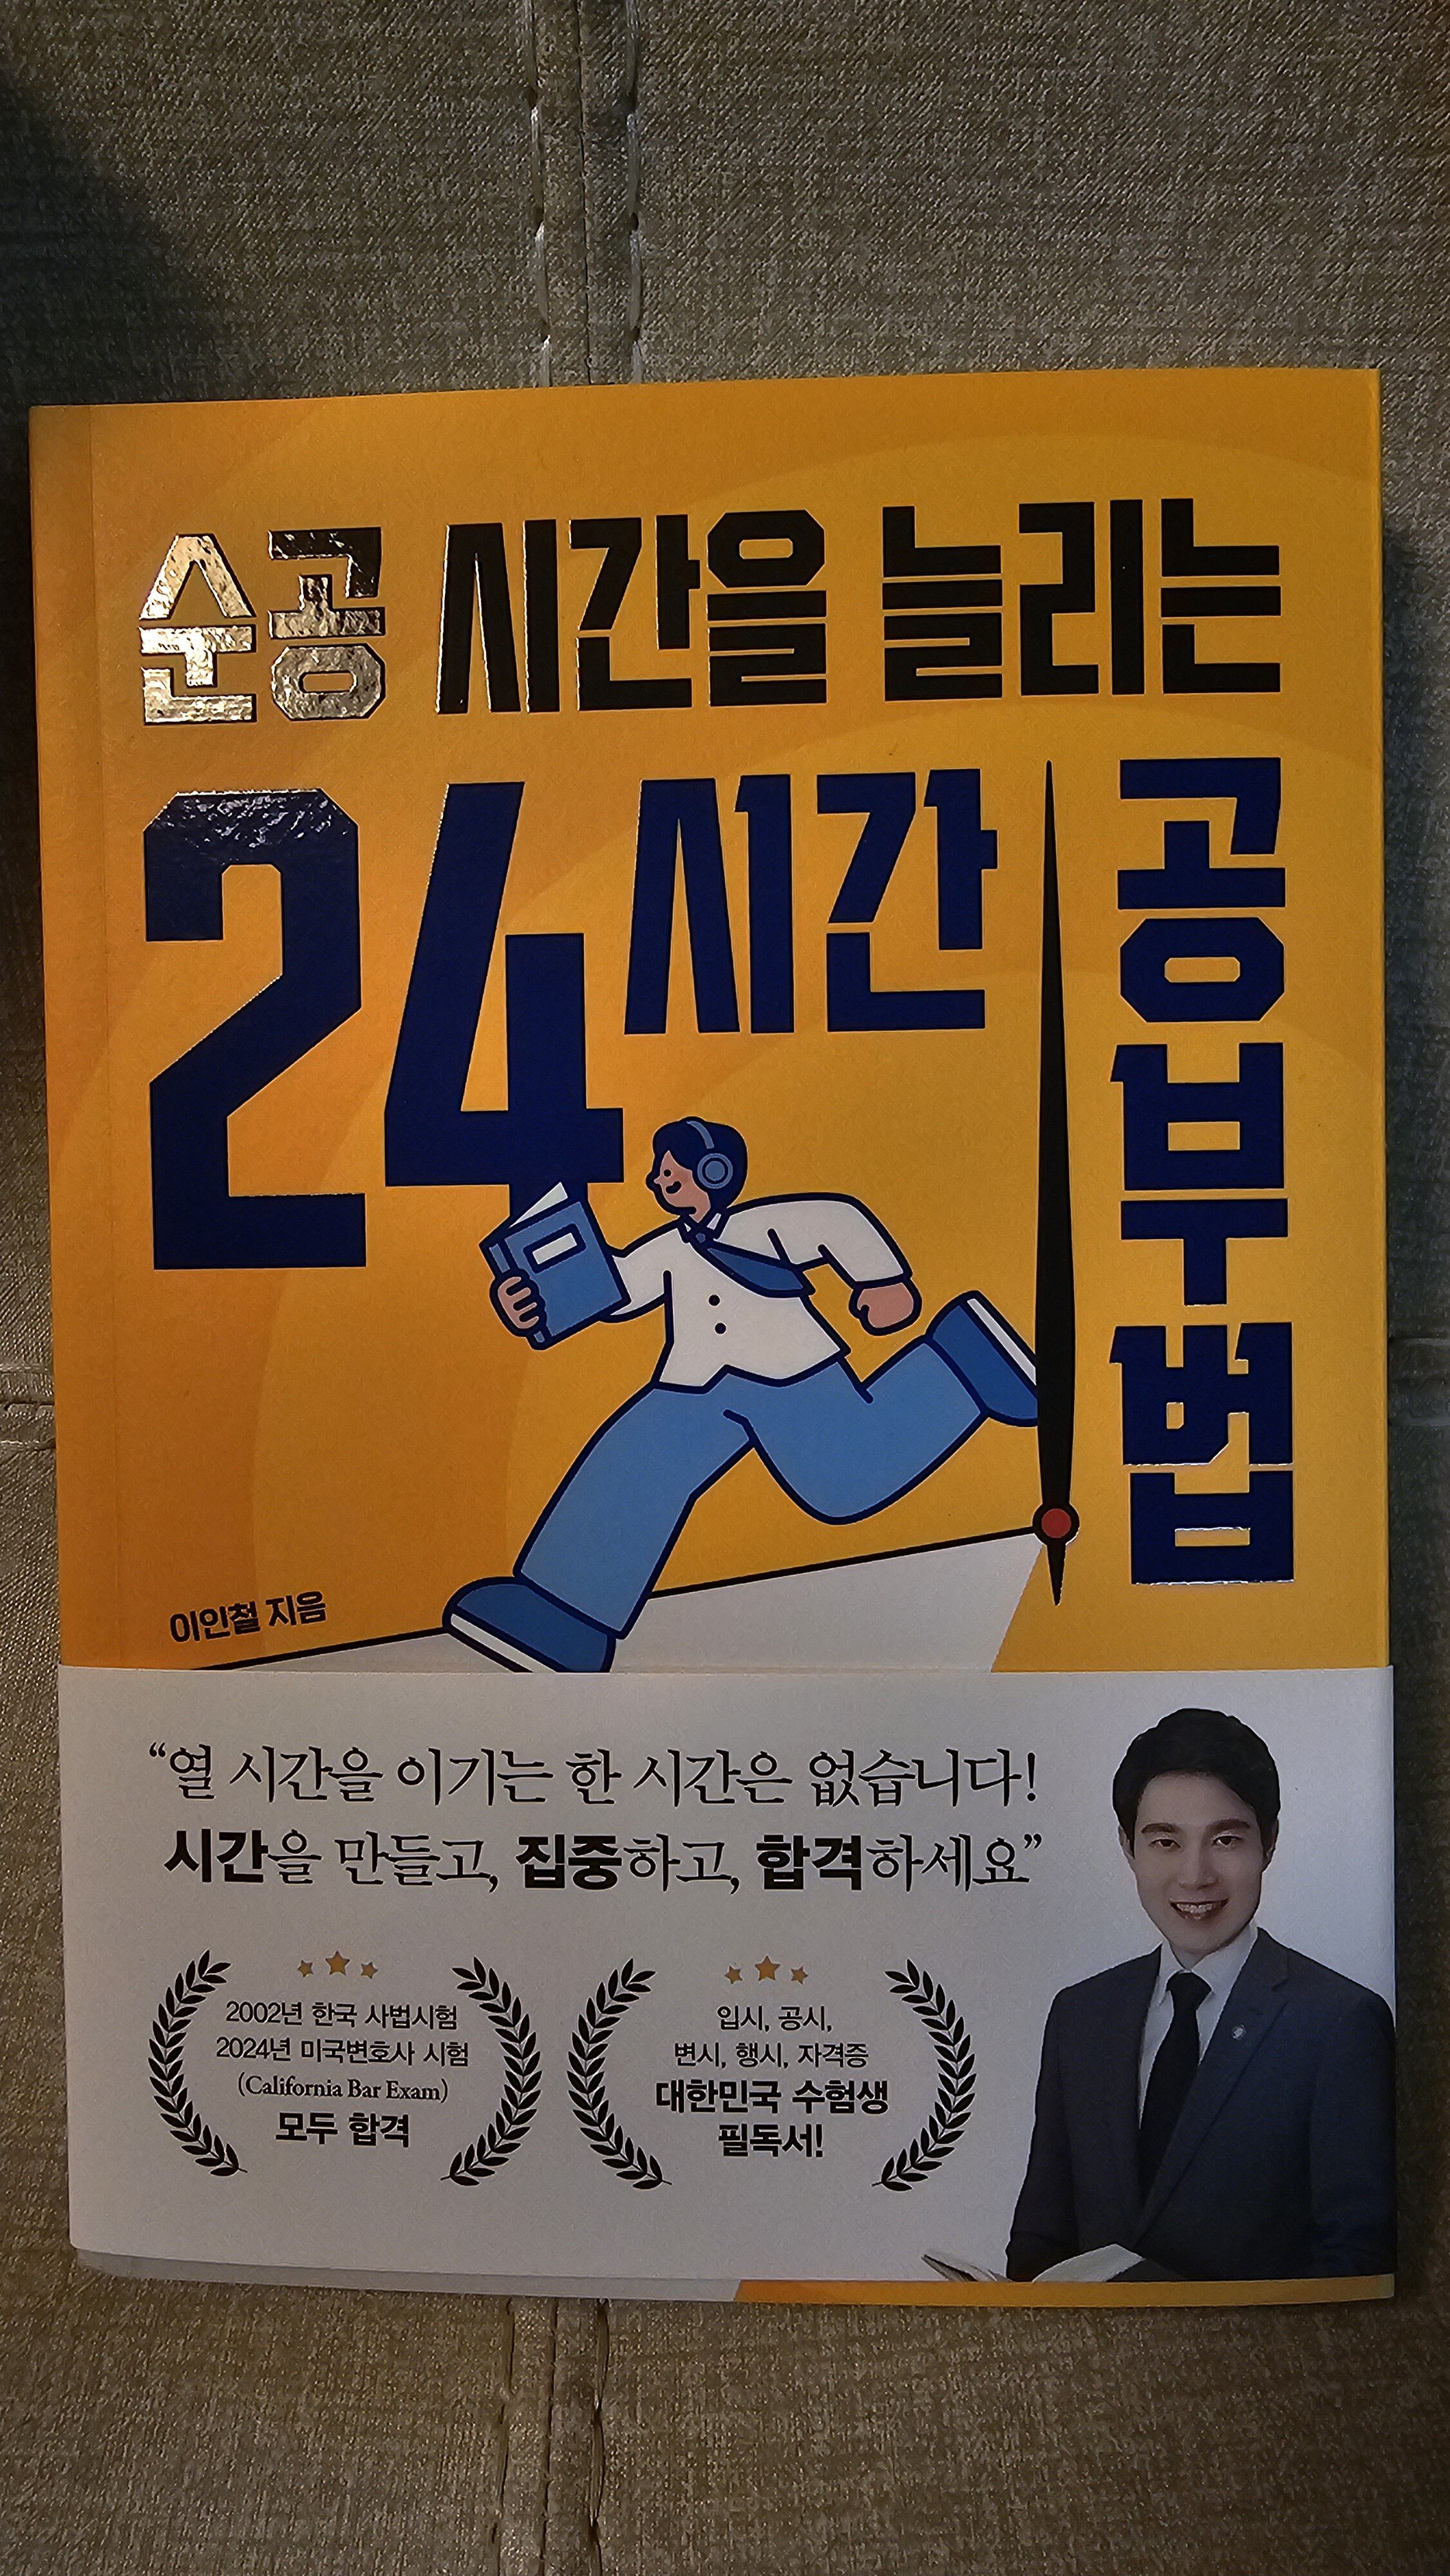 순공 시간을 늘리는
24시간
공부법
이인철 지음
“열 시간을 이기는 한 시간은 없습니다!
시간을 만들고, 집중하고, 합격하세요”
2002년 한국 사법시험
2024년 미국변호사 시험
(California Bar Exam)
모두 합격
입시, 공시,
변시, 행시, 자격증
대한민국 수험생
필독서!